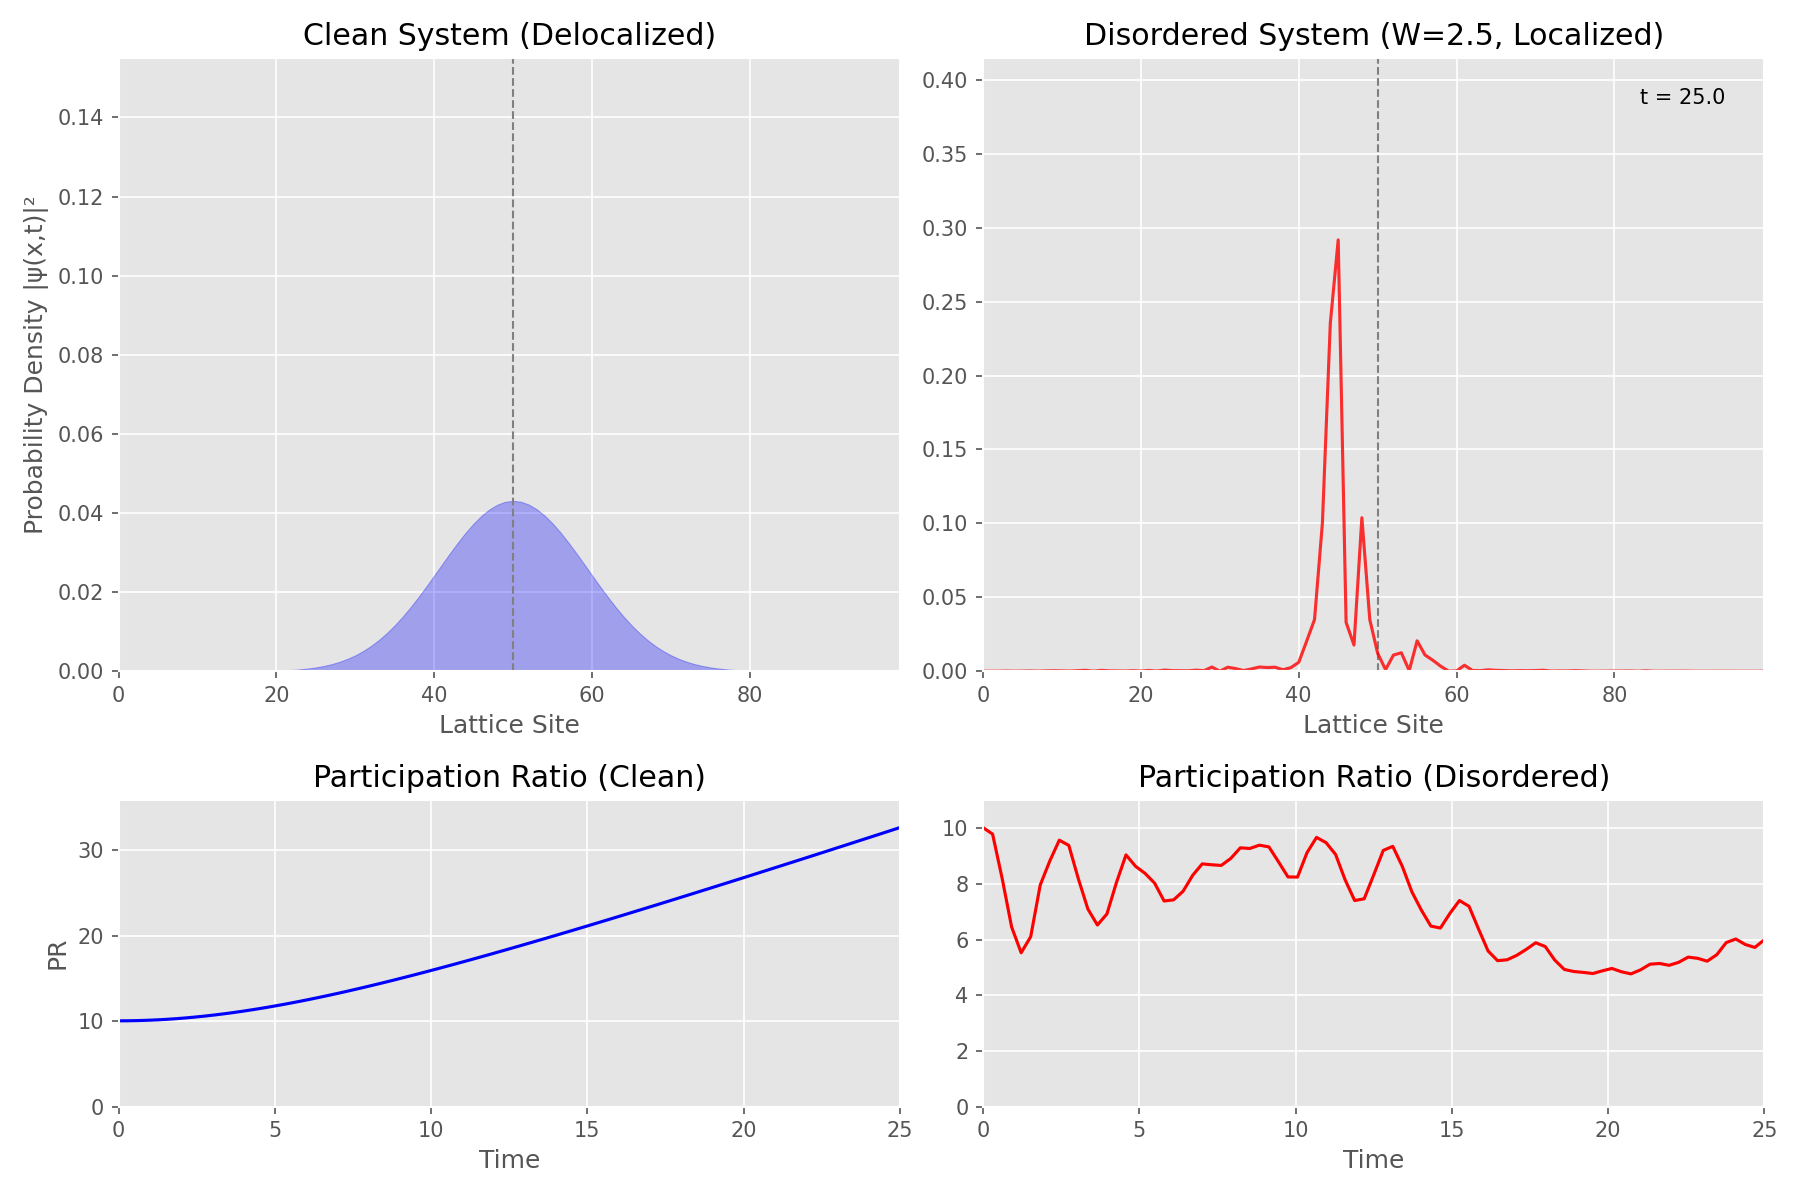 Clean System (Delocalized)
Probability Density |ψ(x,t)|²
0.14
0.12
0.10
0.08
0.06
0.04
0.02
0.00
0 20 40 60 80
Lattice Site
Disordered System (W=2.5, Localized)
t = 25.0
0.40
0.35
0.30
0.25
0.20
0.15
0.10
0.05
0.00
0 20 40 60 80
Lattice Site
Participation Ratio (Clean)
PR
30
20
10
0
0 5 10 15 20 25
Time
Participation Ratio (Disordered)
10
8
6
4
2
0
0 5 10 15 20 25
Time